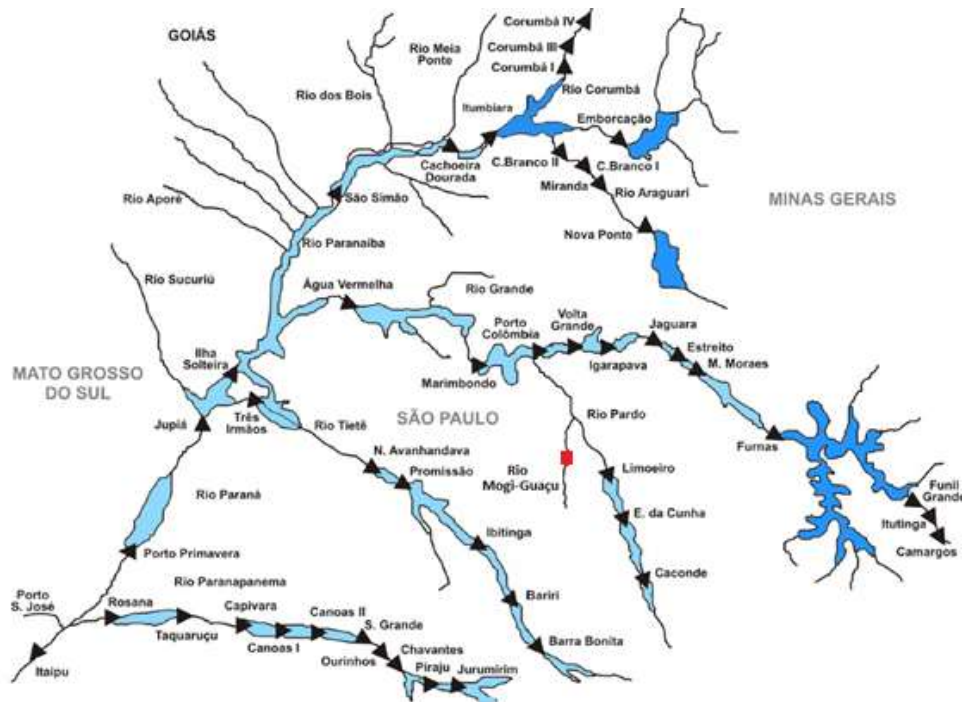 Corumbá IV
GOIÁS
Corumbá III
Rio Meia
Ponte
Corumbá I
Rio Corumbá
Rio dos Bois
Itumbiara
Emborcação
Cachoeira
Dourada
C.Branco II
C.Branco I
Miranda
Rio Araguari
São Simão
MINAS GERAIS
Rio Aporé
Nova Ponte
Rio Paranaíba
Rio Sucuriú
Água Vermelha
Rio Grande
Porto
Colômbia
Volta
Grande
Jaguara
Estreito
M. Moraes
Ilha
Solteira
Igarapava
Marimbondo
MATO GROSSO
DO SUL
SÃO PAULO
Três
Irmãos
Jupiá
Rio Tietê
Rio Pardo
Furnas
N. Avanhandava
Promissão
Rio
Mogi-Guaçu
Limoeiro
Funil
Grande
Rio Paraná
Itutinga
E. da Cunha
Ibitinga
Camargos
Porto Primavera
Rio Paranapanema
Caconde
Porto
S. José
Rosana
Capivara
Canoas II
Bariri
S. Grande
Taquaruçu
Canoas I
Barra Bonita
Chavantes
Ourinhos
Itaipu
Piraju
Jurumirim